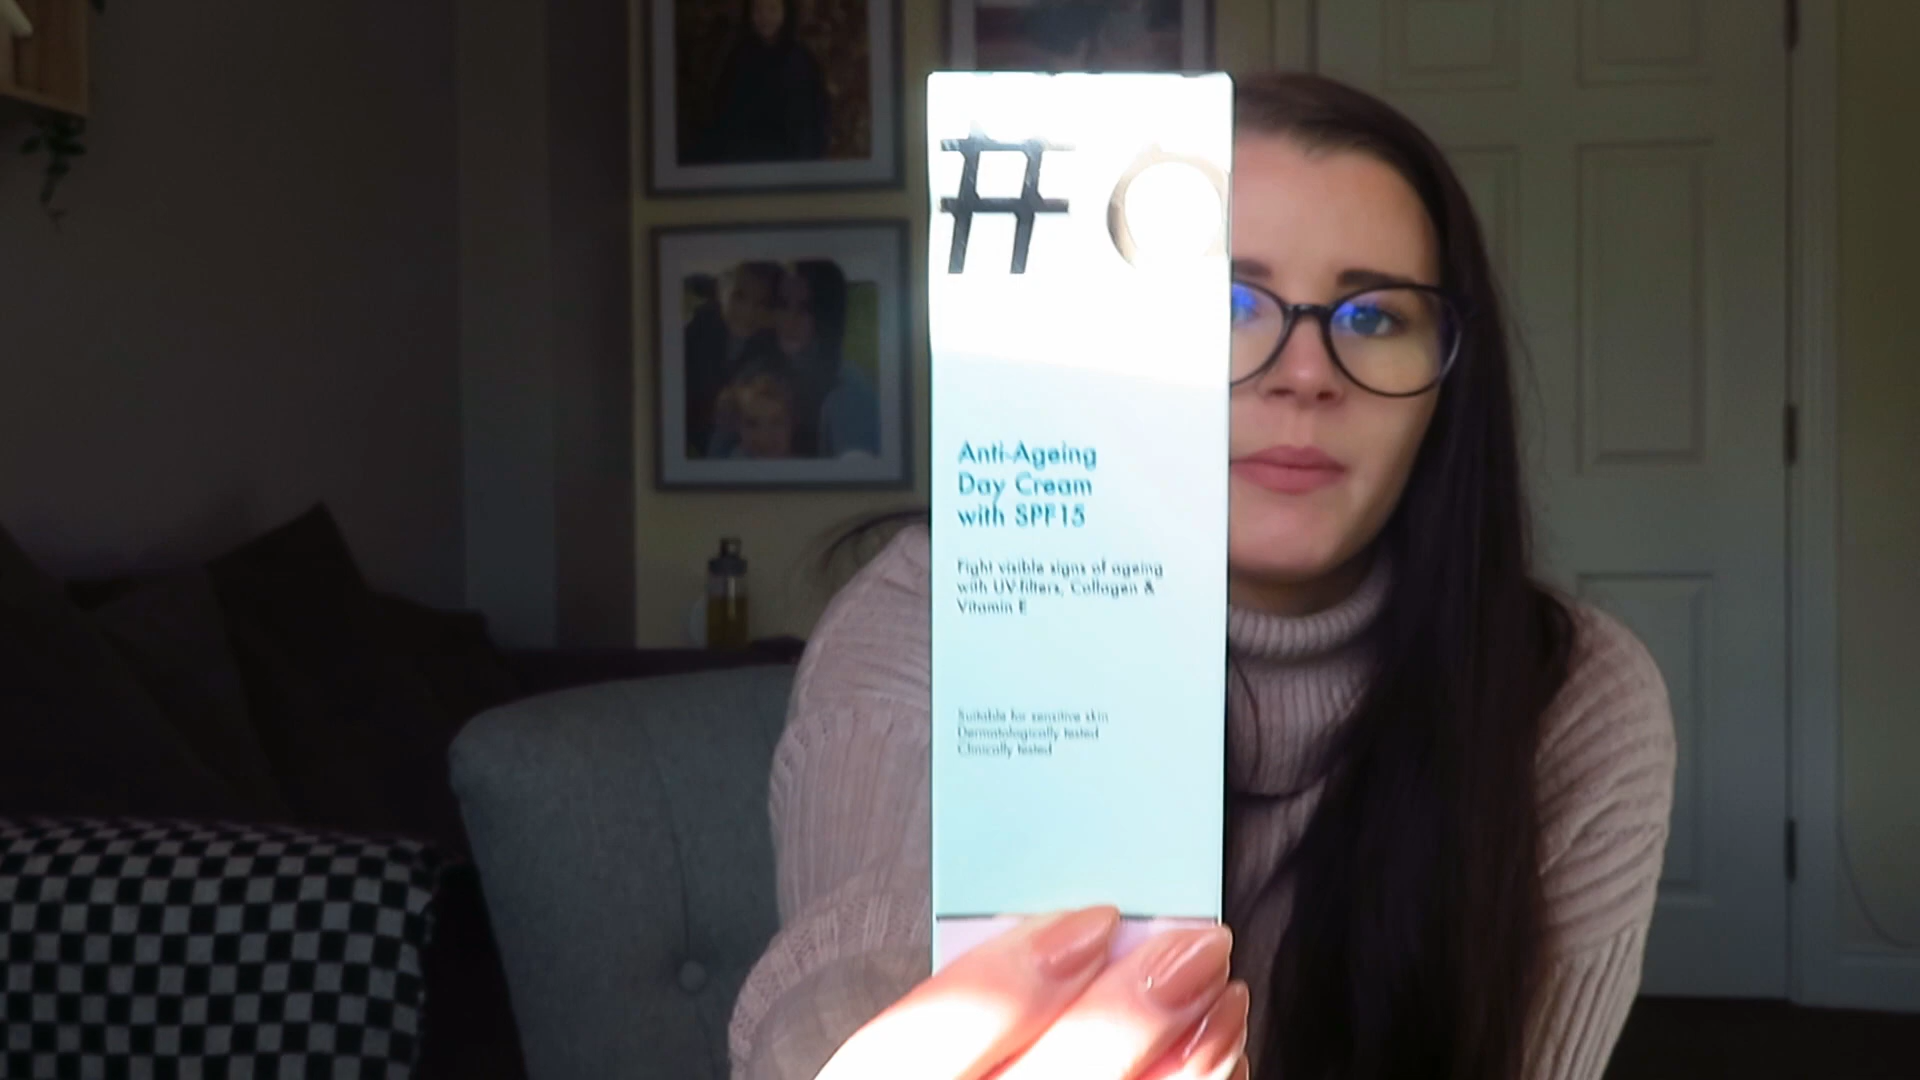 #
Anti-Ageing
Day Cream
with SPF15
Fight visible signs of ageing
with UV-filters, Collagen &
Vitamin E
Suitable for sensitive skin
Dermatologically tested
Clinically tested